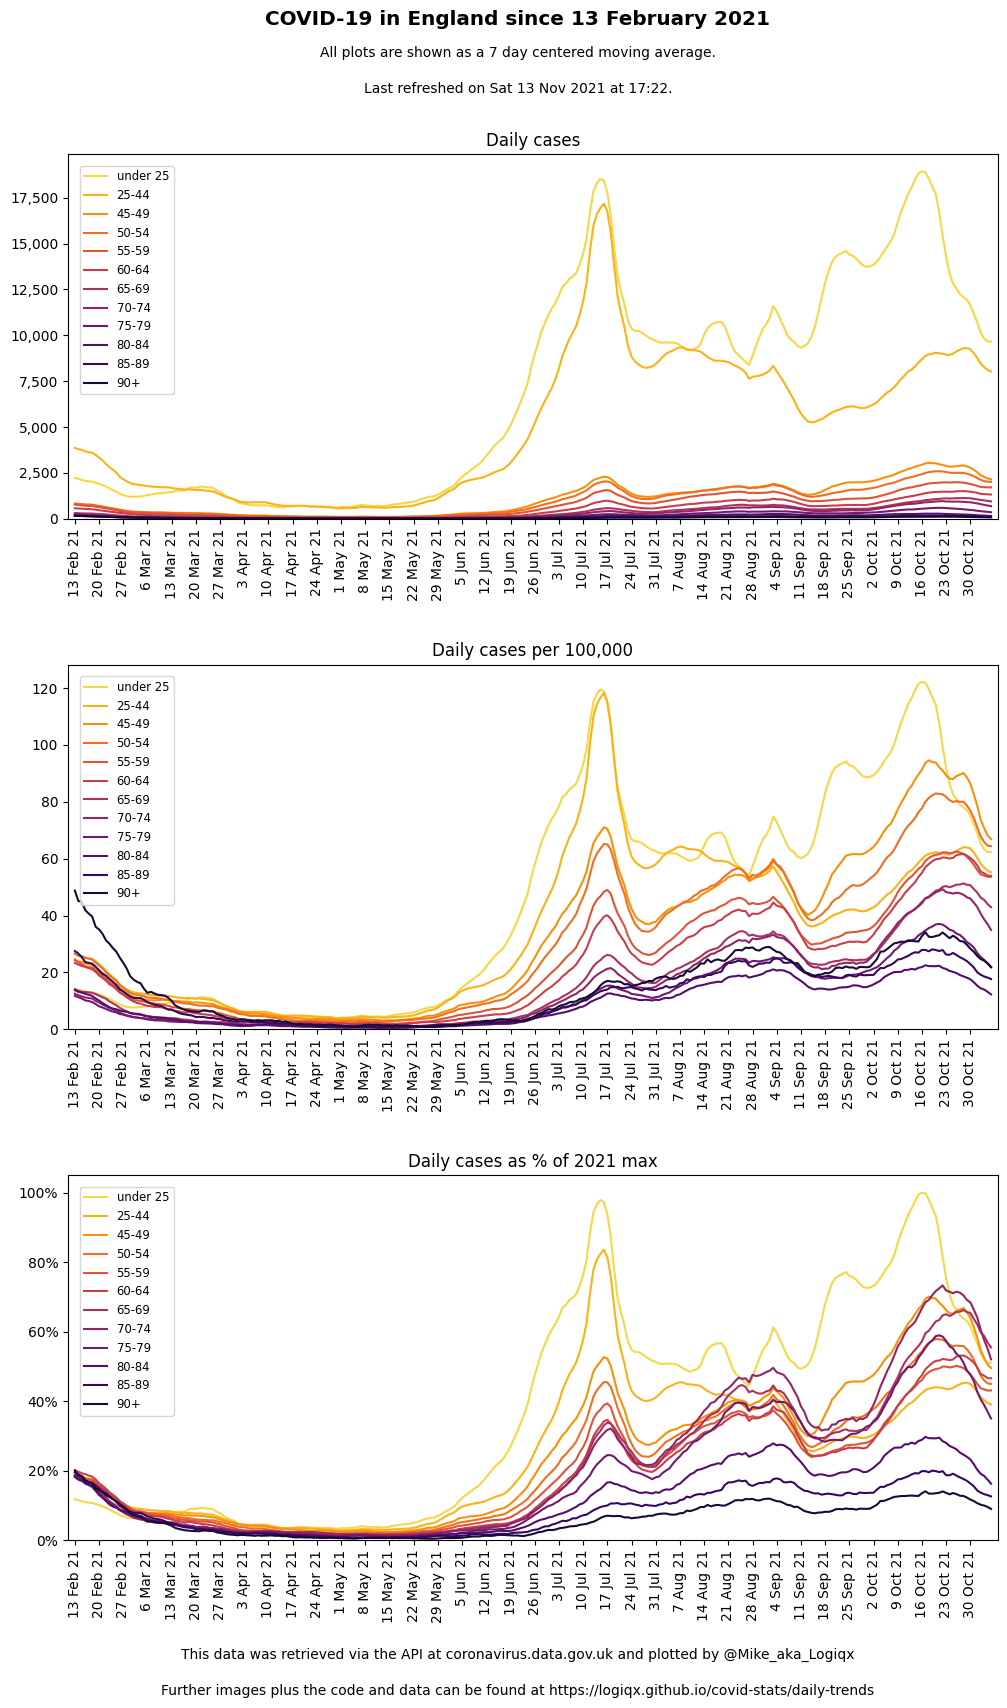 COVID-19 in England since 13 February 2021
All plots are shown as a 7 day centered moving average.
Last refreshed on Sat 13 Nov 2021 at 17:22.
Daily cases
under 25
25-44
45-49
50-54
55-59
60-64
65-69
70-74
75-79
80-84
85-89
90+
17,500
15,000
12,500
10,000
7,500
5,000
2,500
0
13 Feb 21
20 Feb 21
27 Feb 21
6 Mar 21
13 Mar 21
20 Mar 21
27 Mar 21
3 Apr 21
10 Apr 21
17 Apr 21
24 Apr 21
1 May 21
8 May 21
15 May 21
22 May 21
29 May 21
5 Jun 21
12 Jun 21
19 Jun 21
26 Jun 21
3 Jul 21
10 Jul 21
17 Jul 21
24 Jul 21
31 Jul 21
7 Aug 21
14 Aug 21
21 Aug 21
28 Aug 21
4 Sep 21
11 Sep 21
18 Sep 21
25 Sep 21
2 Oct 21
9 Oct 21
16 Oct 21
23 Oct 21
30 Oct 21
Daily cases per 100,000
under 25
25-44
45-49
50-54
55-59
60-64
65-69
70-74
75-79
80-84
85-89
90+
120
100
80
60
40
20
0
13 Feb 21
20 Feb 21
27 Feb 21
6 Mar 21
13 Mar 21
20 Mar 21
27 Mar 21
3 Apr 21
10 Apr 21
17 Apr 21
24 Apr 21
1 May 21
8 May 21
15 May 21
22 May 21
29 May 21
5 Jun 21
12 Jun 21
19 Jun 21
26 Jun 21
3 Jul 21
10 Jul 21
17 Jul 21
24 Jul 21
31 Jul 21
7 Aug 21
14 Aug 21
21 Aug 21
28 Aug 21
4 Sep 21
11 Sep 21
18 Sep 21
25 Sep 21
2 Oct 21
9 Oct 21
16 Oct 21
23 Oct 21
30 Oct 21
Daily cases as % of 2021 max
under 25
25-44
45-49
50-54
55-59
60-64
65-69
70-74
75-79
80-84
85-89
90+
100%
80%
60%
40%
20%
0%
13 Feb 21
20 Feb 21
27 Feb 21
6 Mar 21
13 Mar 21
20 Mar 21
27 Mar 21
3 Apr 21
10 Apr 21
17 Apr 21
24 Apr 21
1 May 21
8 May 21
15 May 21
22 May 21
29 May 21
5 Jun 21
12 Jun 21
19 Jun 21
26 Jun 21
3 Jul 21
10 Jul 21
17 Jul 21
24 Jul 21
31 Jul 21
7 Aug 21
14 Aug 21
21 Aug 21
28 Aug 21
4 Sep 21
11 Sep 21
18 Sep 21
25 Sep 21
2 Oct 21
9 Oct 21
16 Oct 21
23 Oct 21
30 Oct 21
This data was retrieved via the API at coronavirus.data.gov.uk and plotted by @Mike_aka_Logiqx
Further images plus the code and data can be found at https://logiqx.github.io/covid-stats/daily-trends